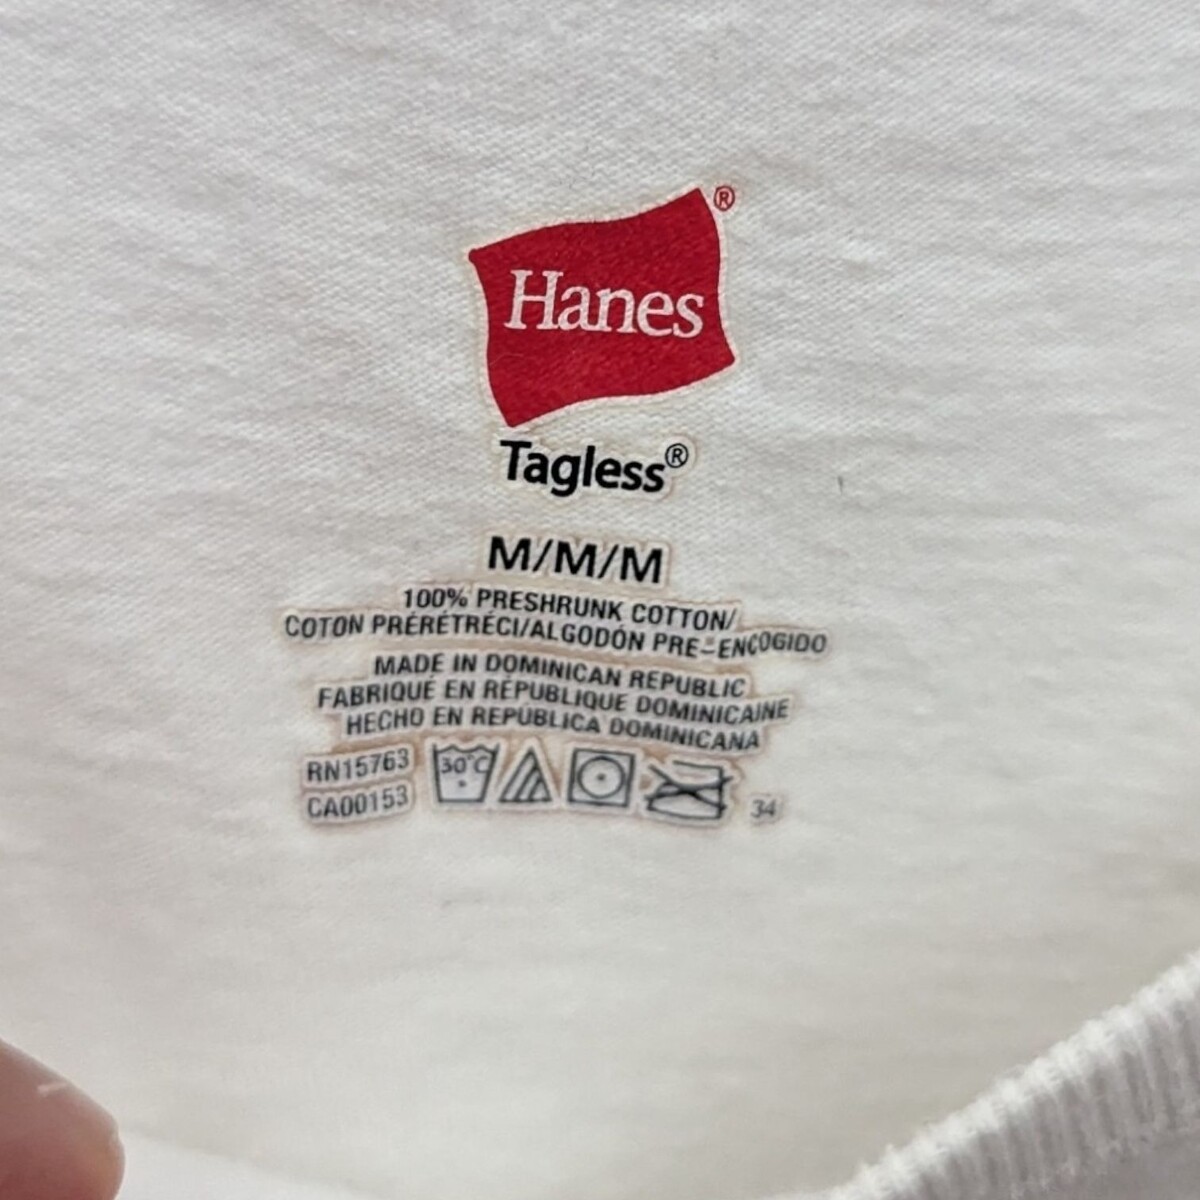 Hanes®
Tagless®
M/M/M
100% PRESHRUNK COTTON/
COTON PRÉRÉTRÉCI/ALGODÓN PRE-ENCOGIDO
MADE IN DOMINICAN REPUBLIC
FABRIQUÉ EN RÉPUBLIQUE DOMINICAINE
HECHO EN REPÚBLICA DOMINICANA
RN15763
CA00153
30°C
34